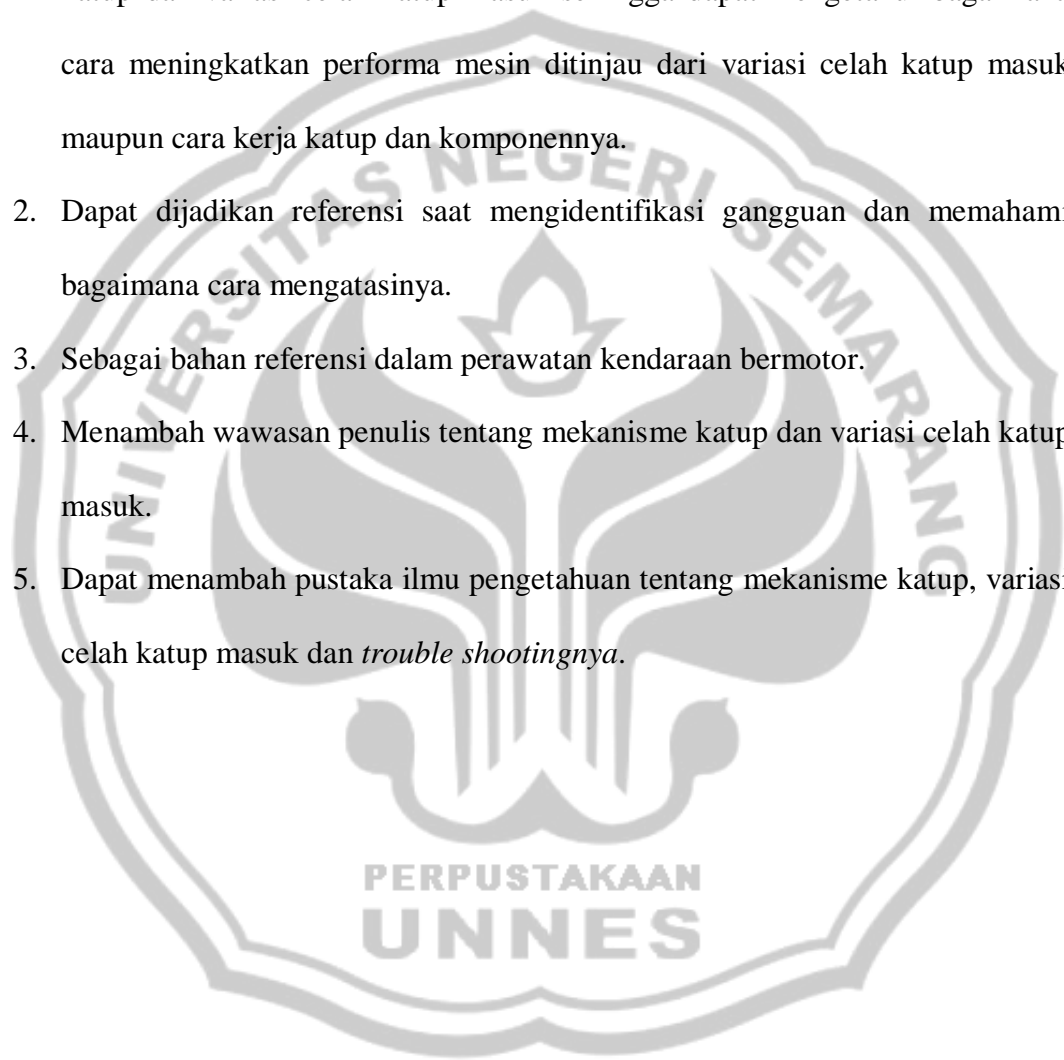 cara meningkatkan performa mesin ditinjau dari variasi celah katup masuk
maupun cara kerja katup dan komponennya.
2. Dapat dijadikan referensi saat mengidentifikasi gangguan dan memahami
bagaimana cara mengatasinya.
3. Sebagai bahan referensi dalam perawatan kendaraan bermotor.
4. Menambah wawasan penulis tentang mekanisme katup dan variasi celah katup
masuk.
5. Dapat menambah pustaka ilmu pengetahuan tentang mekanisme katup, variasi
celah katup masuk dan trouble shootingnya.
UNIVERSITAS NEGERI SEMARANG
PERPUSTAKAAN
UNNES